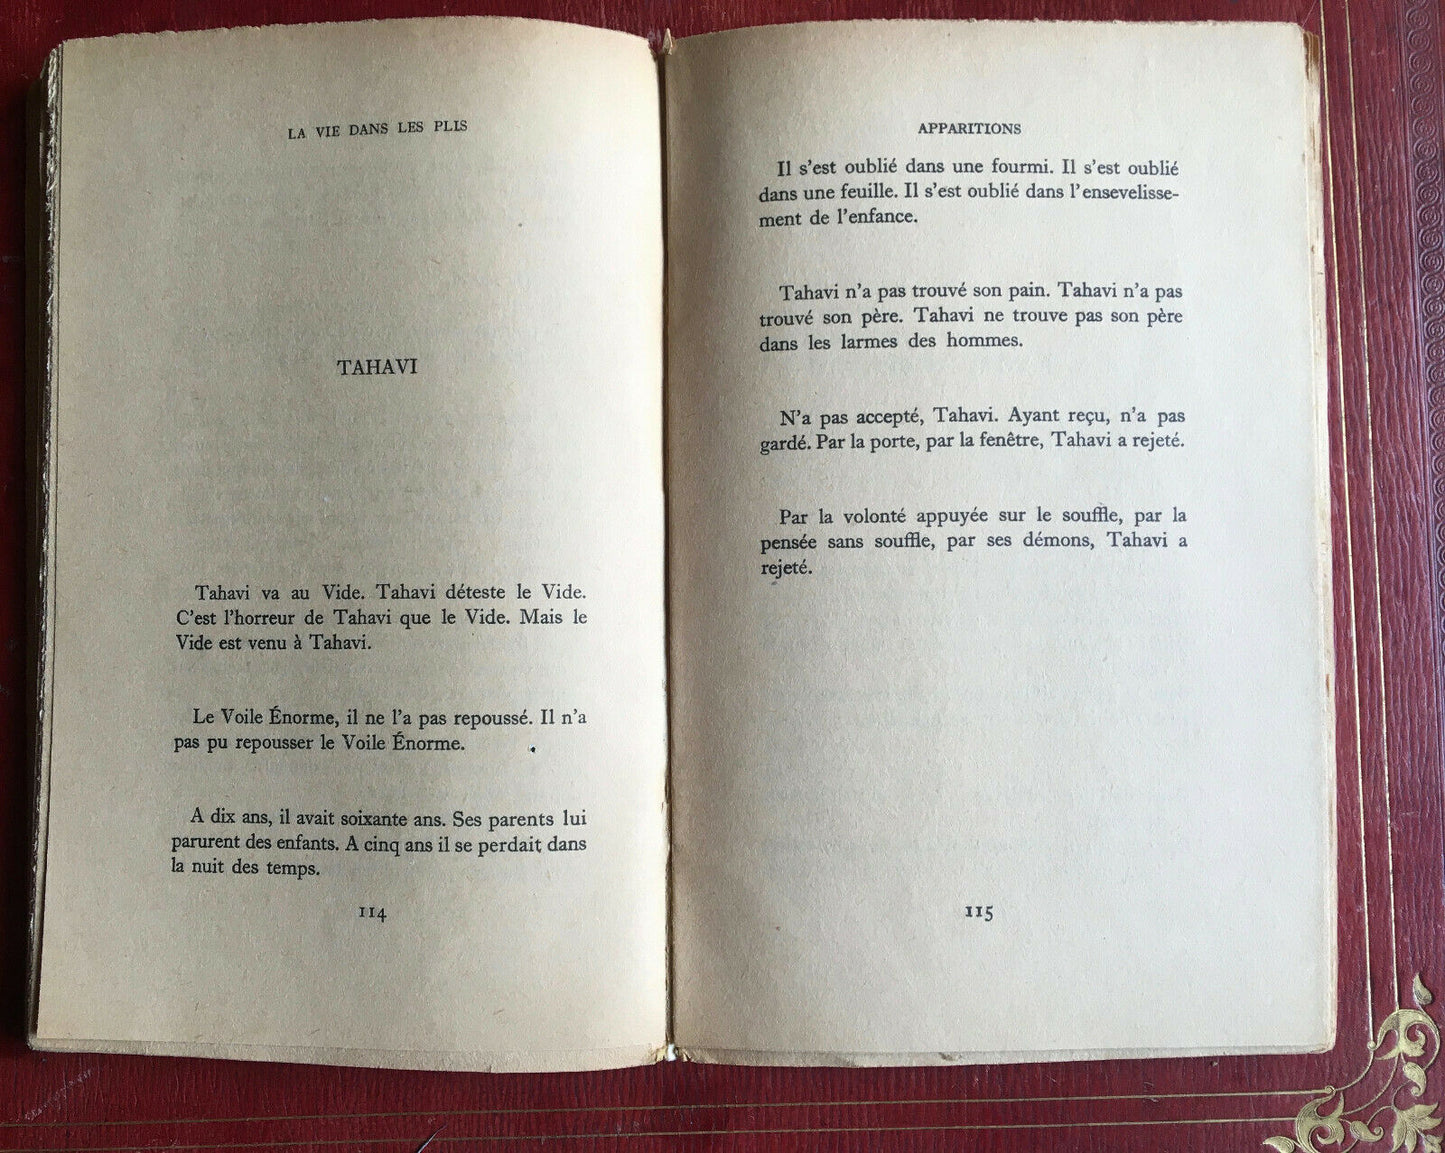 LA VIE DANS LES PLIS
TAHAVI
Tahavi va au Vide. Tahavi déteste le Vide.
C'est l'horreur de Tahavi que le Vide. Mais le
Vide est venu à Tahavi.
Le Voile Énorme, il ne l'a pas repoussé. Il n'a
pas pu repousser le Voile Énorme.
A dix ans, il avait soixante ans. Ses parents lui
parurent des enfants. A cinq ans il se perdait dans
la nuit des temps.
114
APPARITIONS
Il s'est oublié dans une fourmi. Il s'est oublié
dans une feuille. Il s'est oublié dans l'ensevelisse-
ment de l'enfance.
Tahavi n'a pas trouvé son pain. Tahavi n'a pas
trouvé son père. Tahavi ne trouve pas son père
dans les larmes des hommes.
N'a pas accepté, Tahavi. Ayant reçu, n'a pas
gardé. Par la porte, par la fenêtre, Tahavi a rejeté.
Par la volonté appuyée sur le souffle, par la
pensée sans souffle, par ses démons, Tahavi a
rejeté.
115